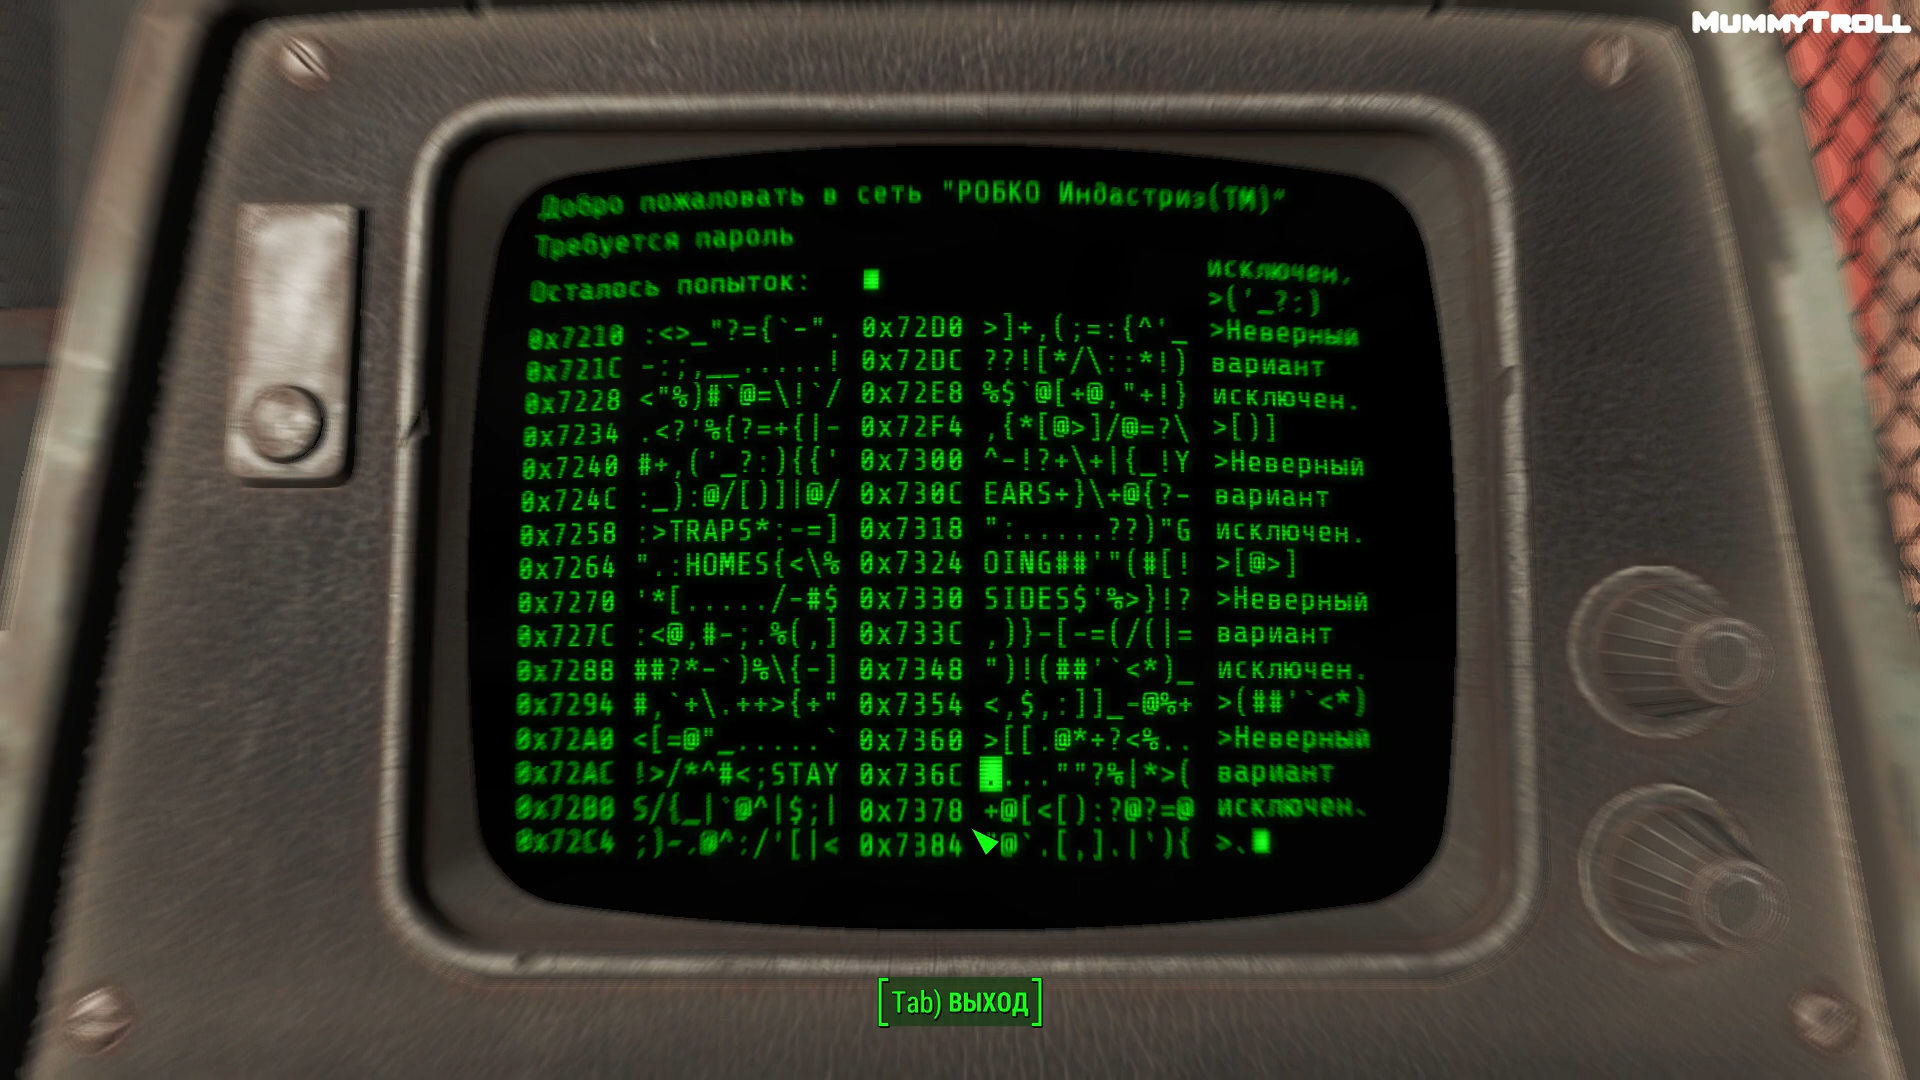 MUMMYTROLL
Добро пожаловать в сеть "РОБКО Индастриз(ТМ)"
Требуется пароль
Осталось попыток:
0x7210 :<>_"?={`-". 0x72D0 >]+,(;=:{^'_
0x721C -:;,__.....! 0x72DC ??![*/\::*!)
0x7228 <"%)#`@=\!`/ 0x72E8 %$`@[+@,"+!}
0x7234 .<?'%{?=+{|- 0x72F4 ,{*[@>]/@=?\
0x7240 #+,('_?:){{' 0x7300 ^-!?+\+|{_!Y
0x724C :_):@/[)]|@/ 0x730C EARS+}\+@{?-
0x7258 :>TRAPS*:-=] 0x7318 ":.....??)"G
0x7264 ".:HOMES{<\% 0x7324 OING##'"(#[!
0x7270 '*[...../-#$ 0x7330 SIDES$'%>}!?
0x727C :<@,#-;.%(,] 0x733C ,)}-[-=(/(|=
0x7288 ##?*-`)%\{-] 0x7348 ")!(##'`<*)_
0x7294 #,`+\.++>{+" 0x7354 <,$,:]]_-@%+
0x72A0 <[=@"_.....` 0x7360 >[[.@*+?<%..
0x72AC !>/*^#<;STAY 0x736C ....""?%|*>(
0x72B8 S/{_|`@^|$;| 0x7378 +@[<[):?@?=@
0x72C4 ;)-.@^:/'[|< 0x7384 "@`.[,].|'){
исключен.
>('_?:)
>Неверный
вариант
исключен.
>[)]
>Неверный
вариант
исключен.
>[@>]
>Неверный
вариант
исключен.
>(##'`<*)
>Неверный
вариант
исключен.
>.
Tab) ВЫХОД